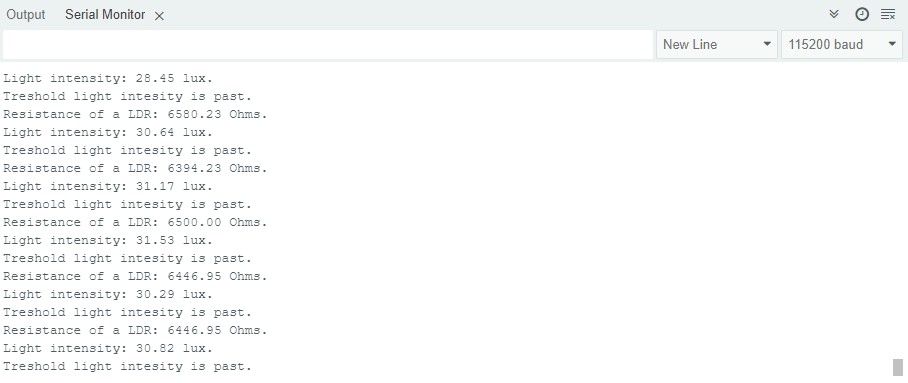 Output Serial Monitor
New Line 115200 baud
Light intensity: 28.45 lux.
Treshold light intesity is past.
Resistance of a LDR: 6580.23 Ohms.
Light intensity: 30.64 lux.
Treshold light intesity is past.
Resistance of a LDR: 6394.23 Ohms.
Light intensity: 31.17 lux.
Treshold light intesity is past.
Resistance of a LDR: 6500.00 Ohms.
Light intensity: 31.53 lux.
Treshold light intesity is past.
Resistance of a LDR: 6446.95 Ohms.
Light intensity: 30.29 lux.
Treshold light intesity is past.
Resistance of a LDR: 6446.95 Ohms.
Light intensity: 30.82 lux.
Treshold light intesity is past.